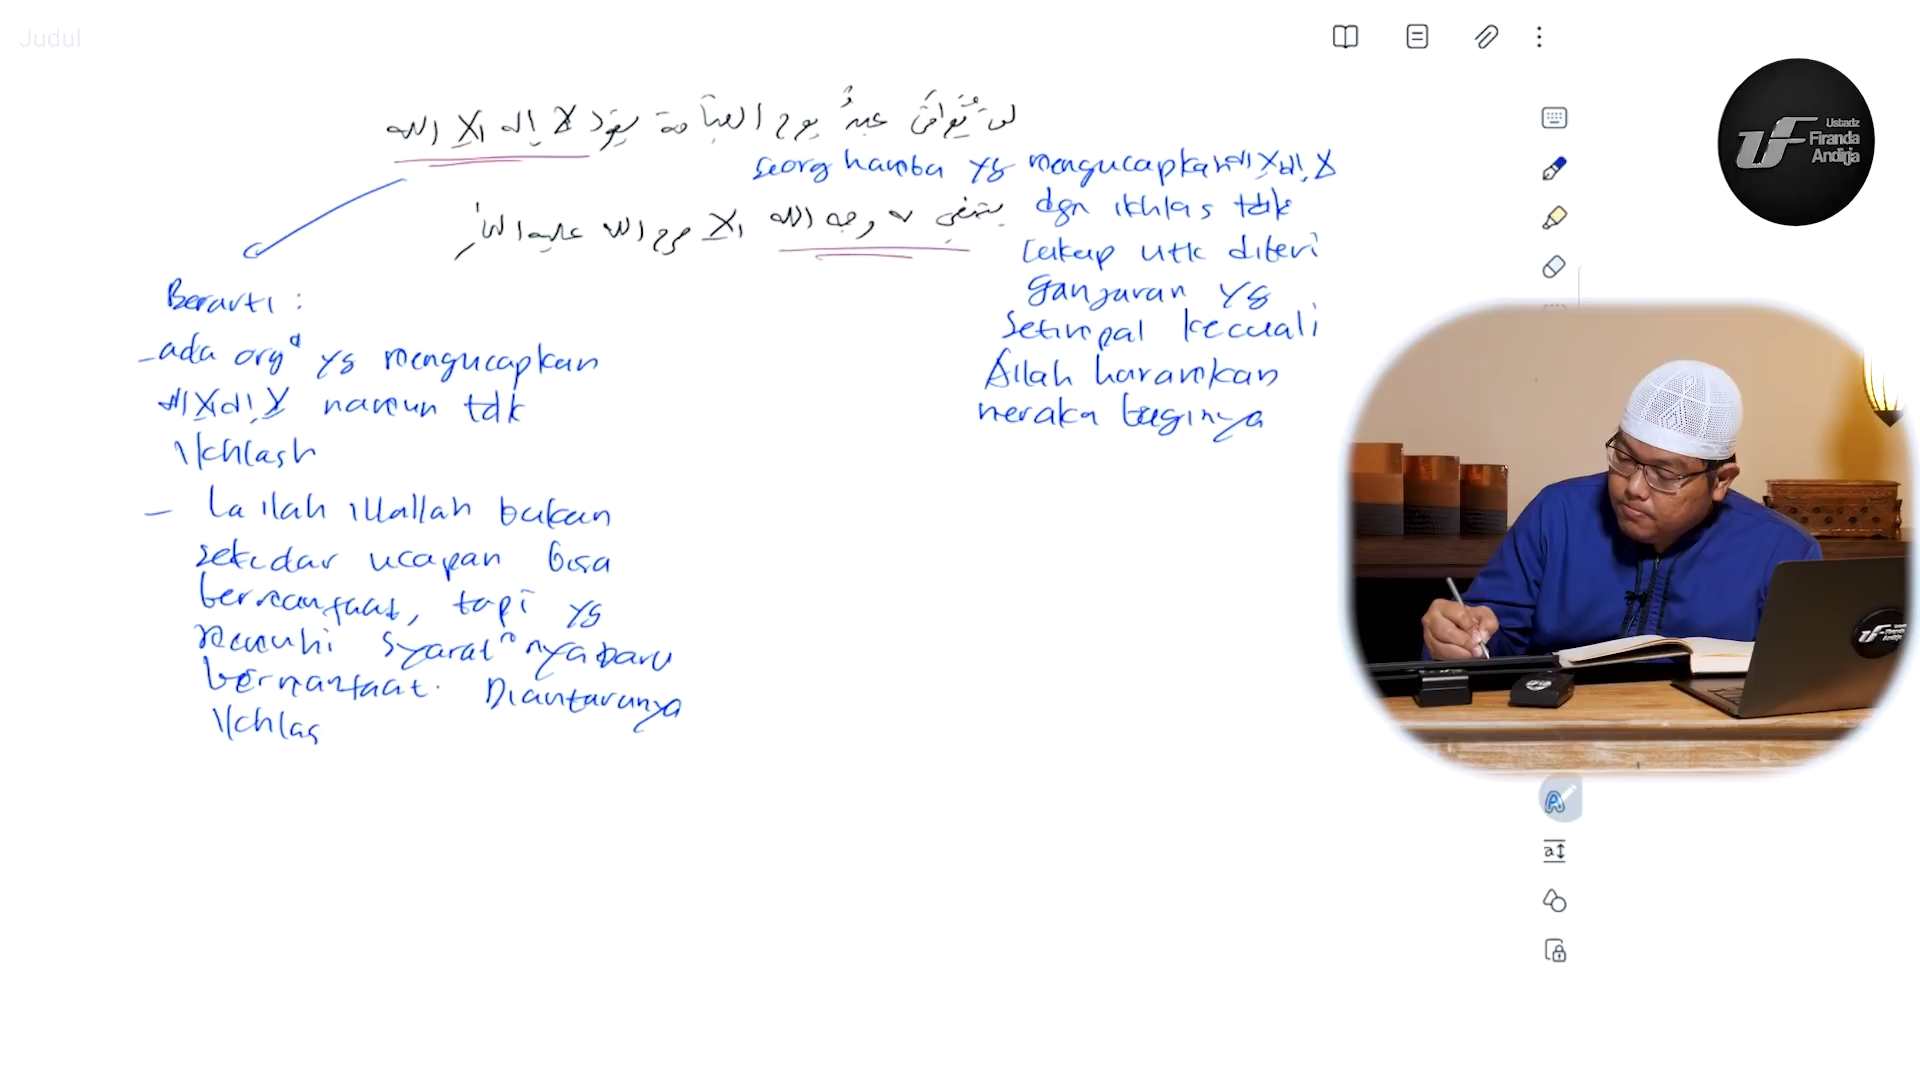 Judul
لن يُوَافَى عبدٌ يوم القيامة يقول لا إله إلا الله
seorg hamba yg mengucapkan لا إله إلا الله
يبتغي به وجه الله إلا حرم الله عليه النار
dgn ikhlas tdk
cukup utk diberi
ganjaran yg
setimpal kecuali
Allah haramkan
neraka baginya
Berarti :
- ada org² yg mengucapkan
لا إله إلا الله namun tdk
ikhlash
- La ilah illallah bukan
sekedar ucapan bisa
bermanfaat, tapi yg
memenuhi syarat²nya baru
bermanfaat. Diantaranya
ikhlas
Ustadz
Firanda
Andirja